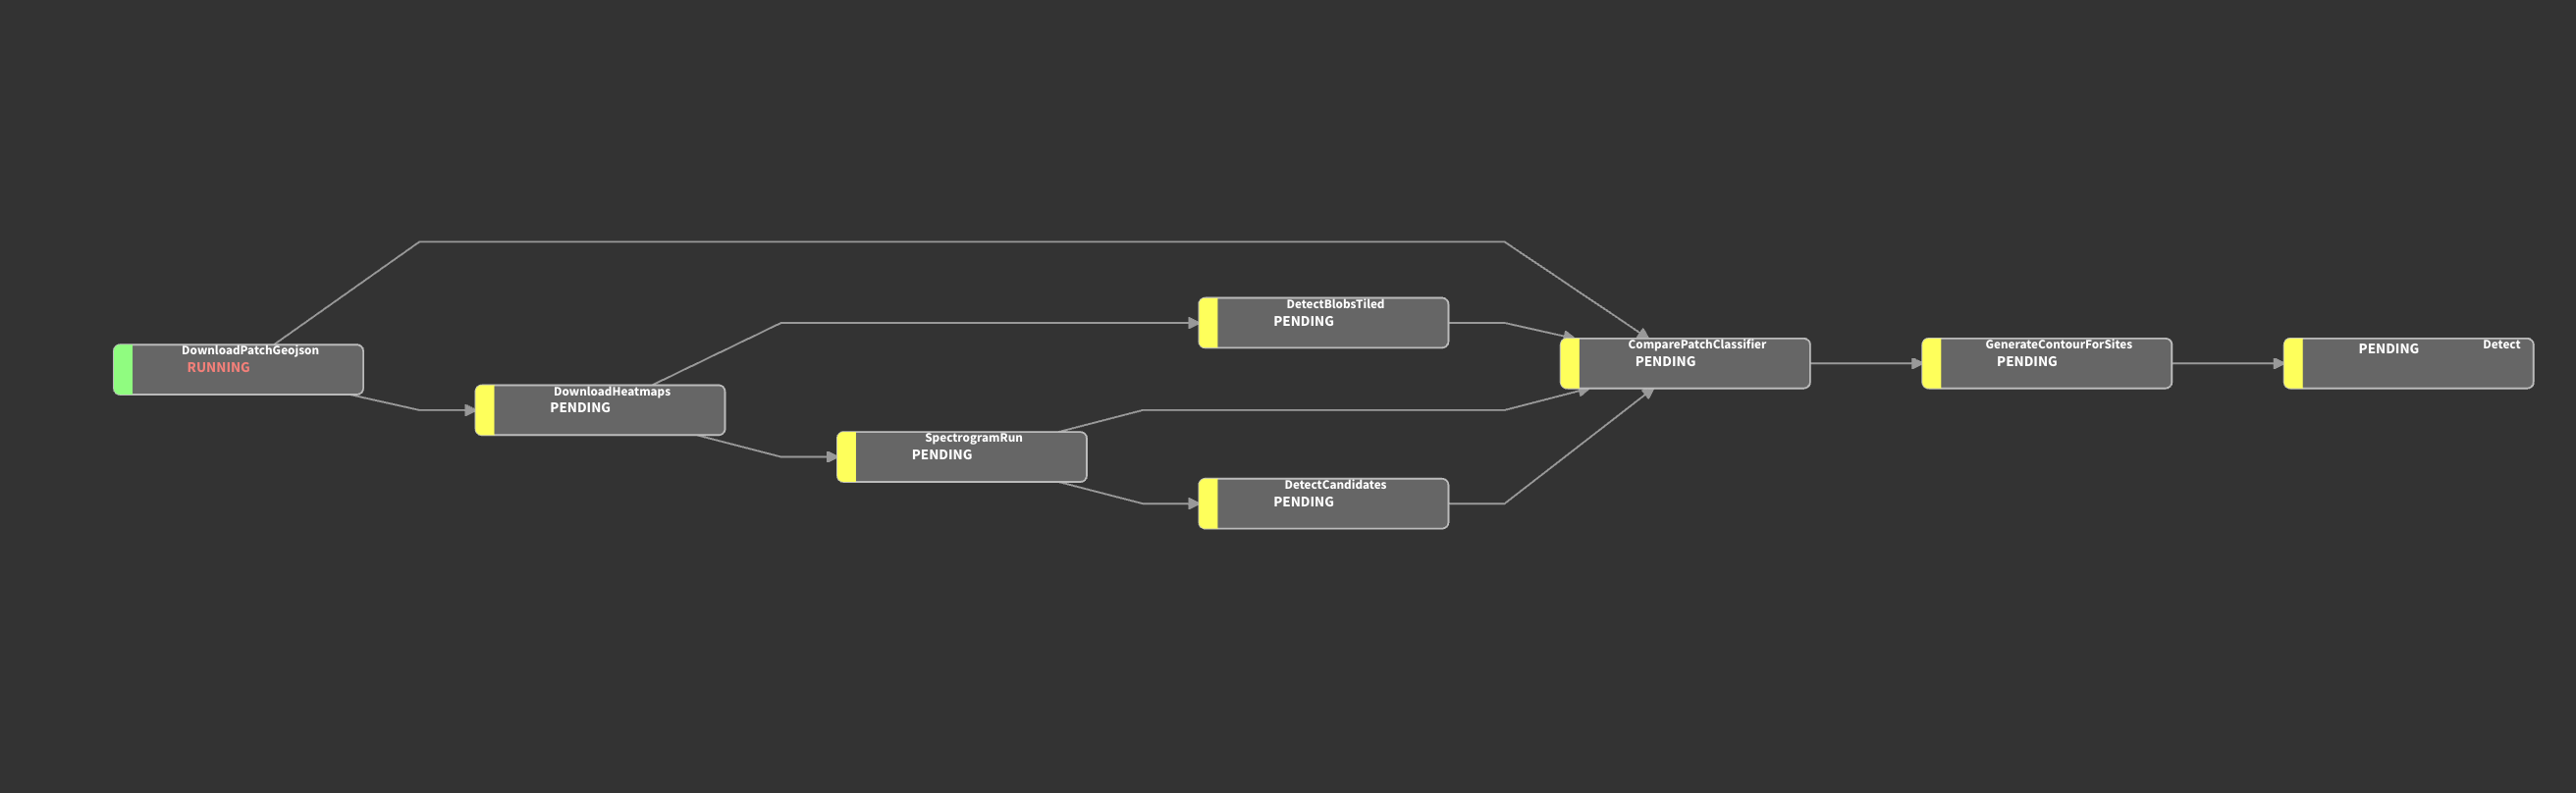 DownloadPatchGeojson
RUNNING
DownloadHeatmaps
PENDING
SpectrogramRun
PENDING
DetectBlobsTiled
PENDING
DetectCandidates
PENDING
ComparePatchClassifier
PENDING
GenerateContourForSites
PENDING
Detect
PENDING